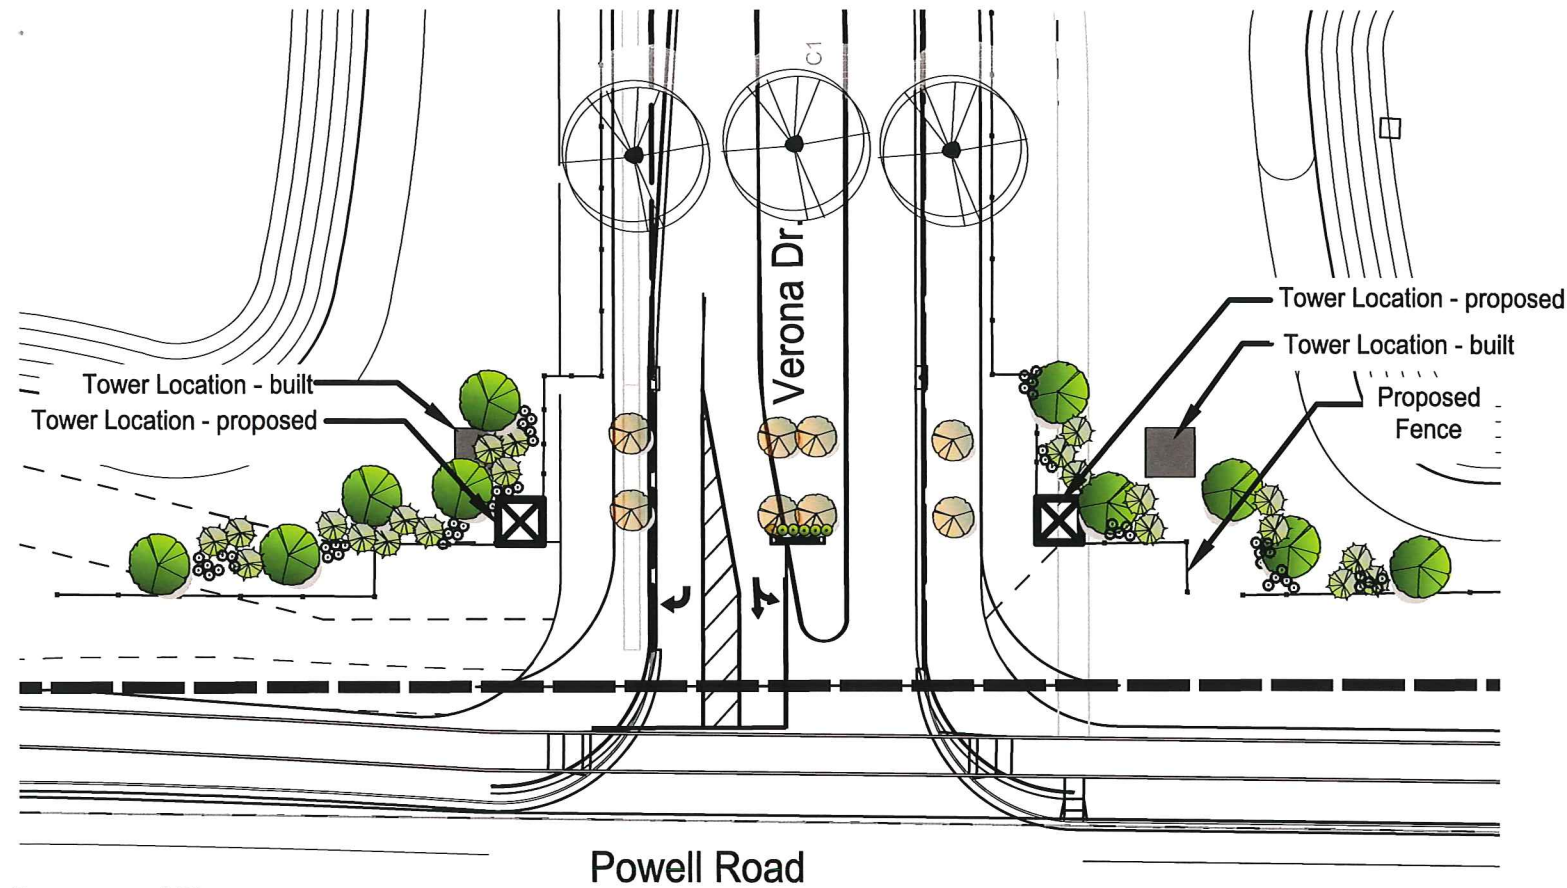 C1
Verona Dr.
Tower Location - proposed
Tower Location - built
Tower Location - built
Tower Location - proposed
Proposed
Fence
Powell Road